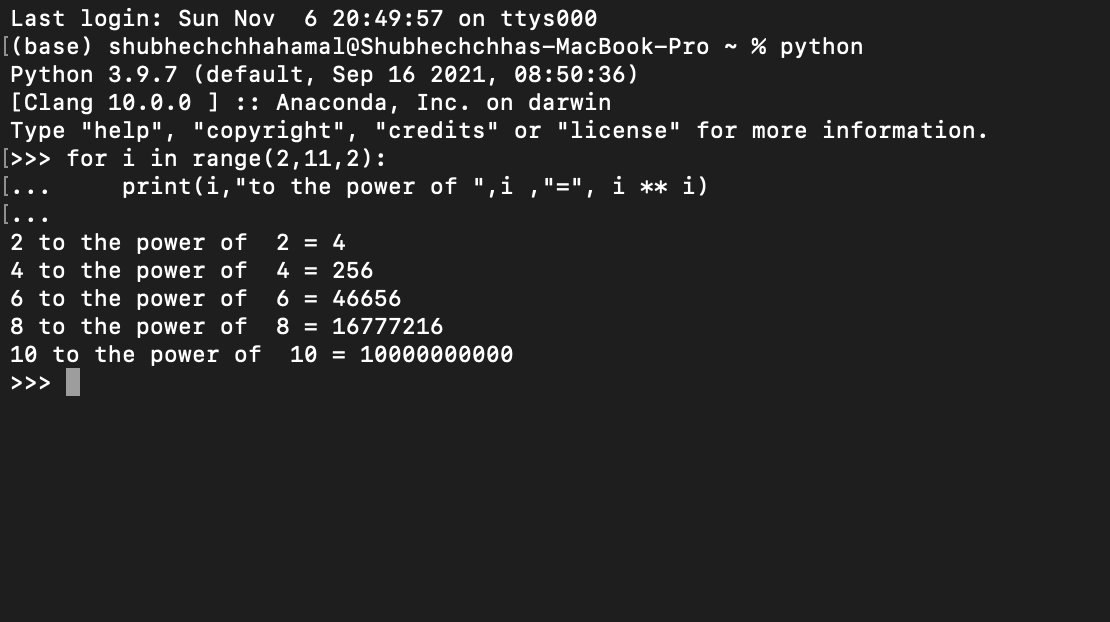 Last login: Sun Nov  6 20:49:57 on ttys000
[(base) shubhechchhahamal@Shubhechchhas-MacBook-Pro ~ % python
Python 3.9.7 (default, Sep 16 2021, 08:50:36)
[Clang 10.0.0 ] :: Anaconda, Inc. on darwin
Type "help", "copyright", "credits" or "license" for more information.
[>>> for i in range(2,11,2):
[...     print(i,"to the power of ",i ,"=", i ** i)
[...
2 to the power of  2 = 4
4 to the power of  4 = 256
6 to the power of  6 = 46656
8 to the power of  8 = 16777216
10 to the power of  10 = 10000000000
>>>